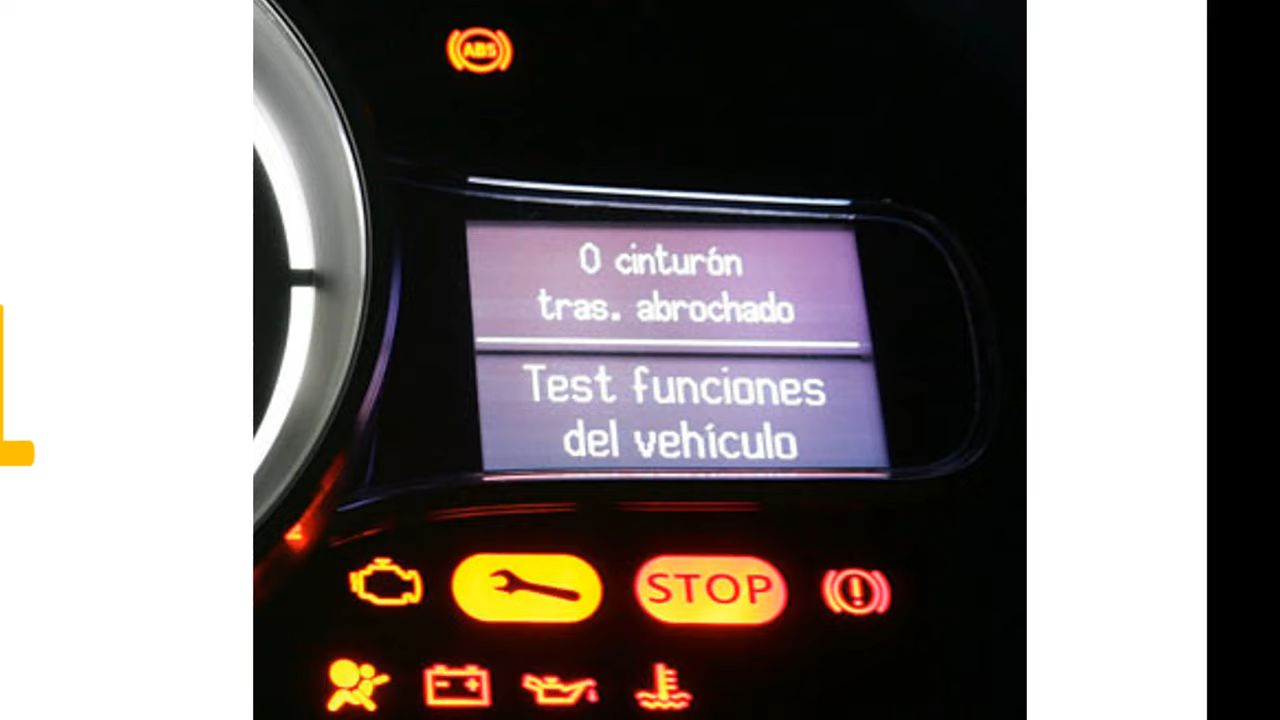 ABS
0 cinturón
tras. abrochado
Test funciones
del vehículo
STOP